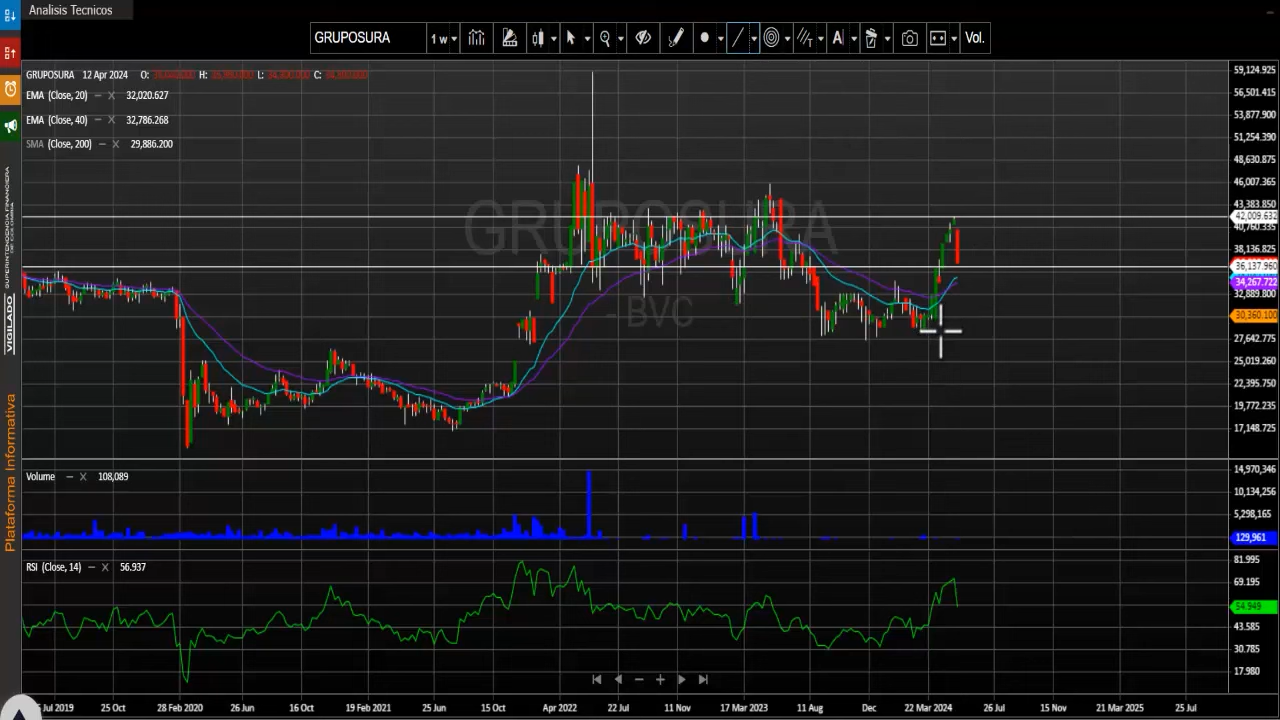 Analisis Tecnicos
GRUPOSURA
1 w
Vol.
GRUPOSURA 12 Apr 2024 O: H: L: C:
EMA (Close, 20) 32,020.627
EMA (Close, 40) 32,786.268
SMA (Close, 200) 29,886.200
GRUPOSURA
- BVC
59,124.925
56,501.415
53,877.900
51,254.390
48,630.875
46,007.365
43,383.850
42,009.632
40,760.335
38,136.825
36,137.960
34,267.722
32,889.800
30,360.100
27,642.775
25,019.260
22,395.750
19,772.235
17,148.725
Volume 108,089
14,970,346
10,134,256
5,298,165
129,961
RSI (Close, 14) 56.937
81.995
69.195
54.949
43.585
30.785
17.980
Jul 2019
25 Oct
28 Feb 2020
26 Jun
16 Oct
19 Feb 2021
25 Jun
15 Oct
Apr 2022
22 Jul
11 Nov
17 Mar 2023
11 Aug
Dec
22 Mar 2024
26 Jul
15 Nov
21 Mar 2025
25 Jul
VIGILADO SUPERINTENDENCIA FINANCIERA
DE COLOMBIA
Plataforma Informativa